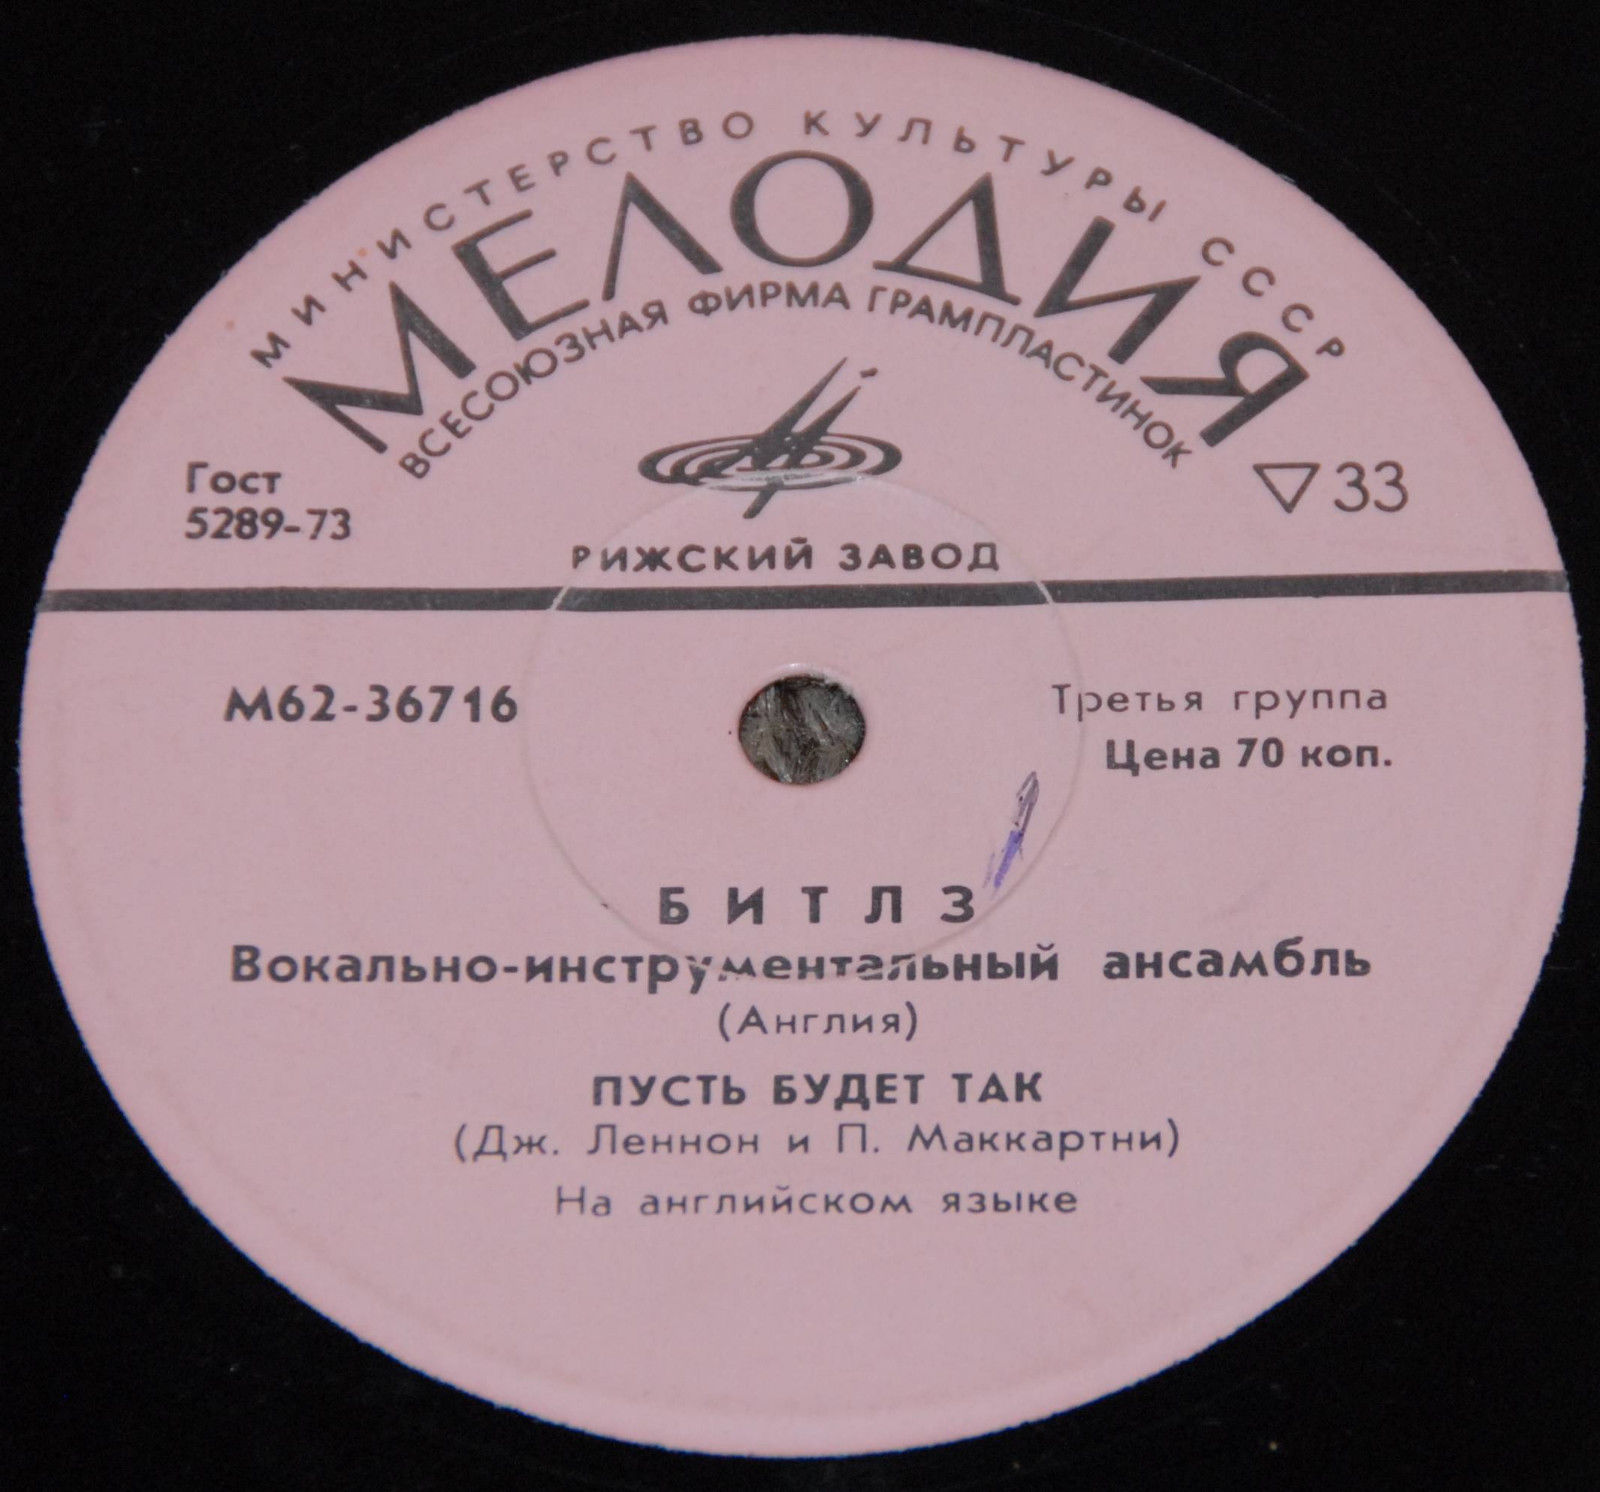 МИНИСТЕРСТВО КУЛЬТУРЫ СССР
МЕЛОДИЯ
ВСЕСОЮЗНАЯ ФИРМА ГРАМПЛАСТИНОК
Гост
5289-73
33
РИЖСКИЙ ЗАВОД
М62-36716
Третья группа
Цена 70 коп.
БИТЛЗ
Вокально-инструментальный ансамбль
(Англия)
ПУСТЬ БУДЕТ ТАК
(Дж. Леннон и П. Маккартни)
На английском языке